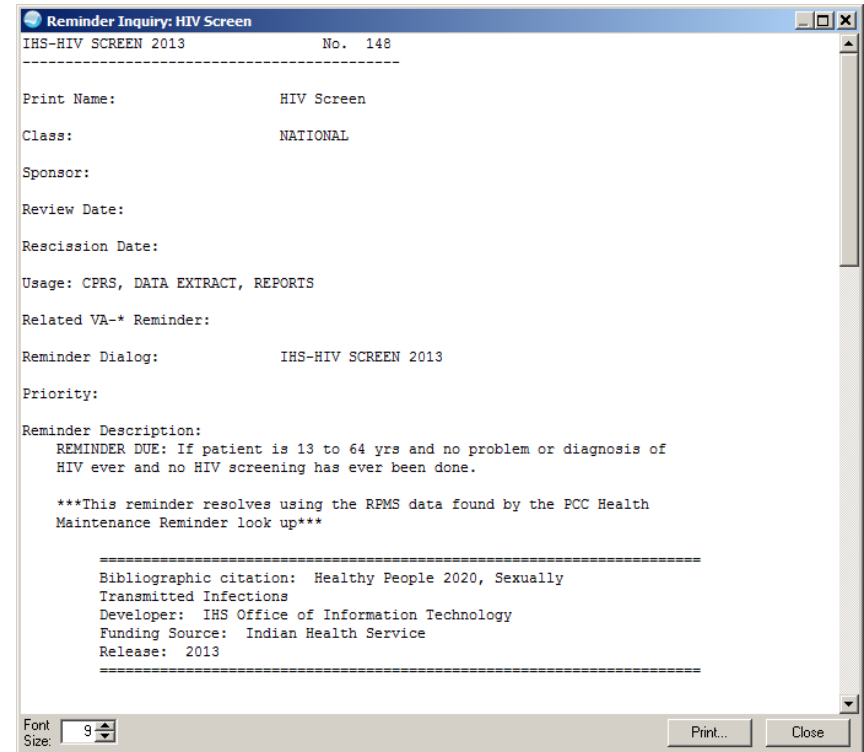 Reminder Inquiry: HIV Screen
IHS-HIV SCREEN 2013 No. 148
--------------------------------------------
Print Name: HIV Screen
Class: NATIONAL
Sponsor:
Review Date:
Rescission Date:
Usage: CPRS, DATA EXTRACT, REPORTS
Related VA-* Reminder:
Reminder Dialog: IHS-HIV SCREEN 2013
Priority:
Reminder Description:
REMINDER DUE: If patient is 13 to 64 yrs and no problem or diagnosis of
HIV ever and no HIV screening has ever been done.
***This reminder resolves using the RPMS data found by the PCC Health
Maintenance Reminder look up***
======================================================================
Bibliographic citation: Healthy People 2020, Sexually
Transmitted Infections
Developer: IHS Office of Information Technology
Funding Source: Indian Health Service
Release: 2013
======================================================================
Font
Size: 9 Print... Close